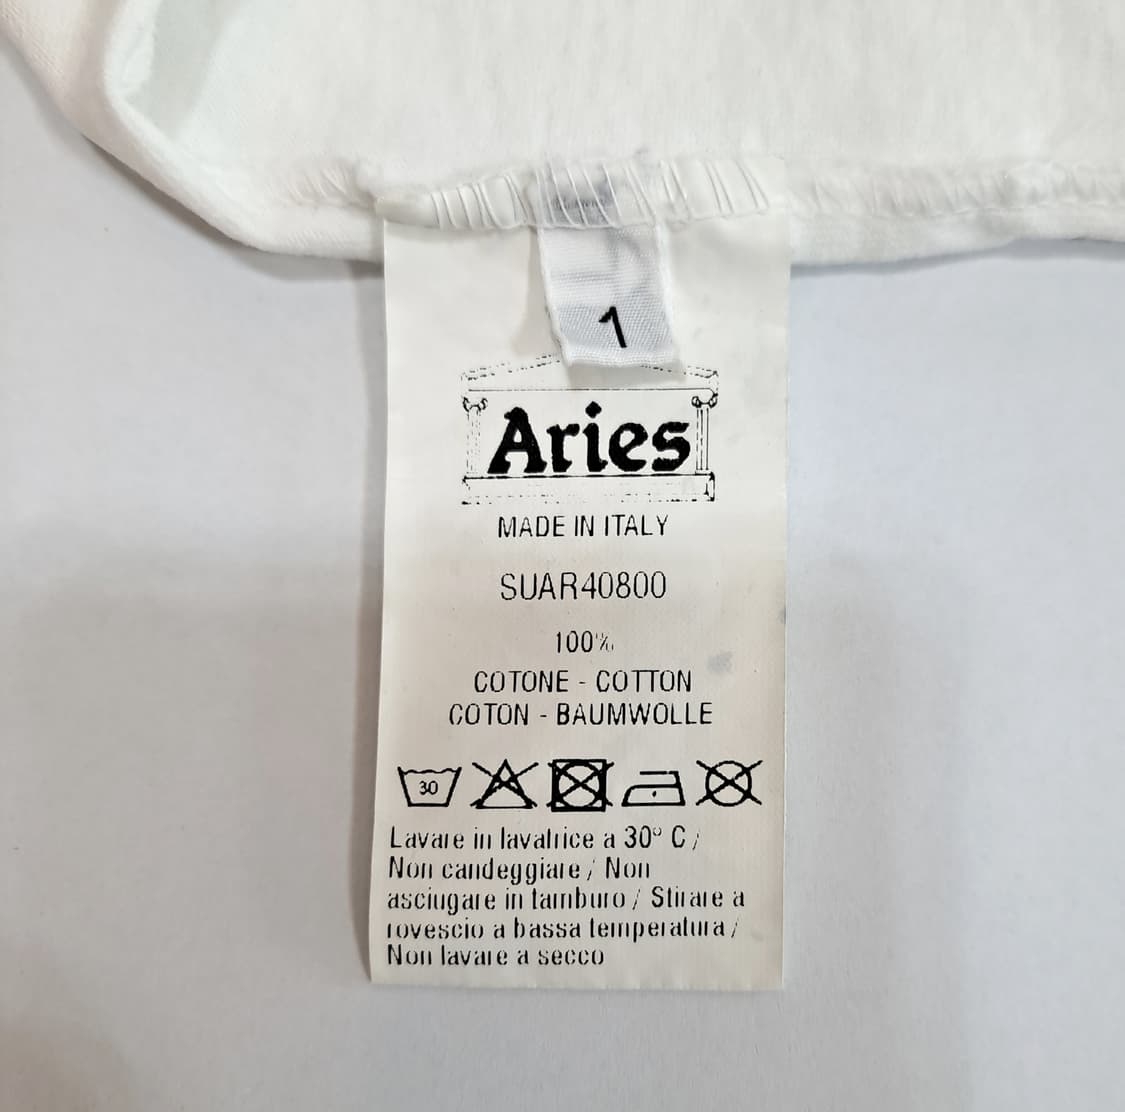 1
Aries
MADE IN ITALY
SUAR40800
100%
COTONE - COTTON
COTON - BAUMWOLLE
30
Lavare in lavatrice a 30° C /
Non candeggiare / Non
asciugare in tamburo / Stirare a
rovescio a bassa temperatura /
Non lavare a secco